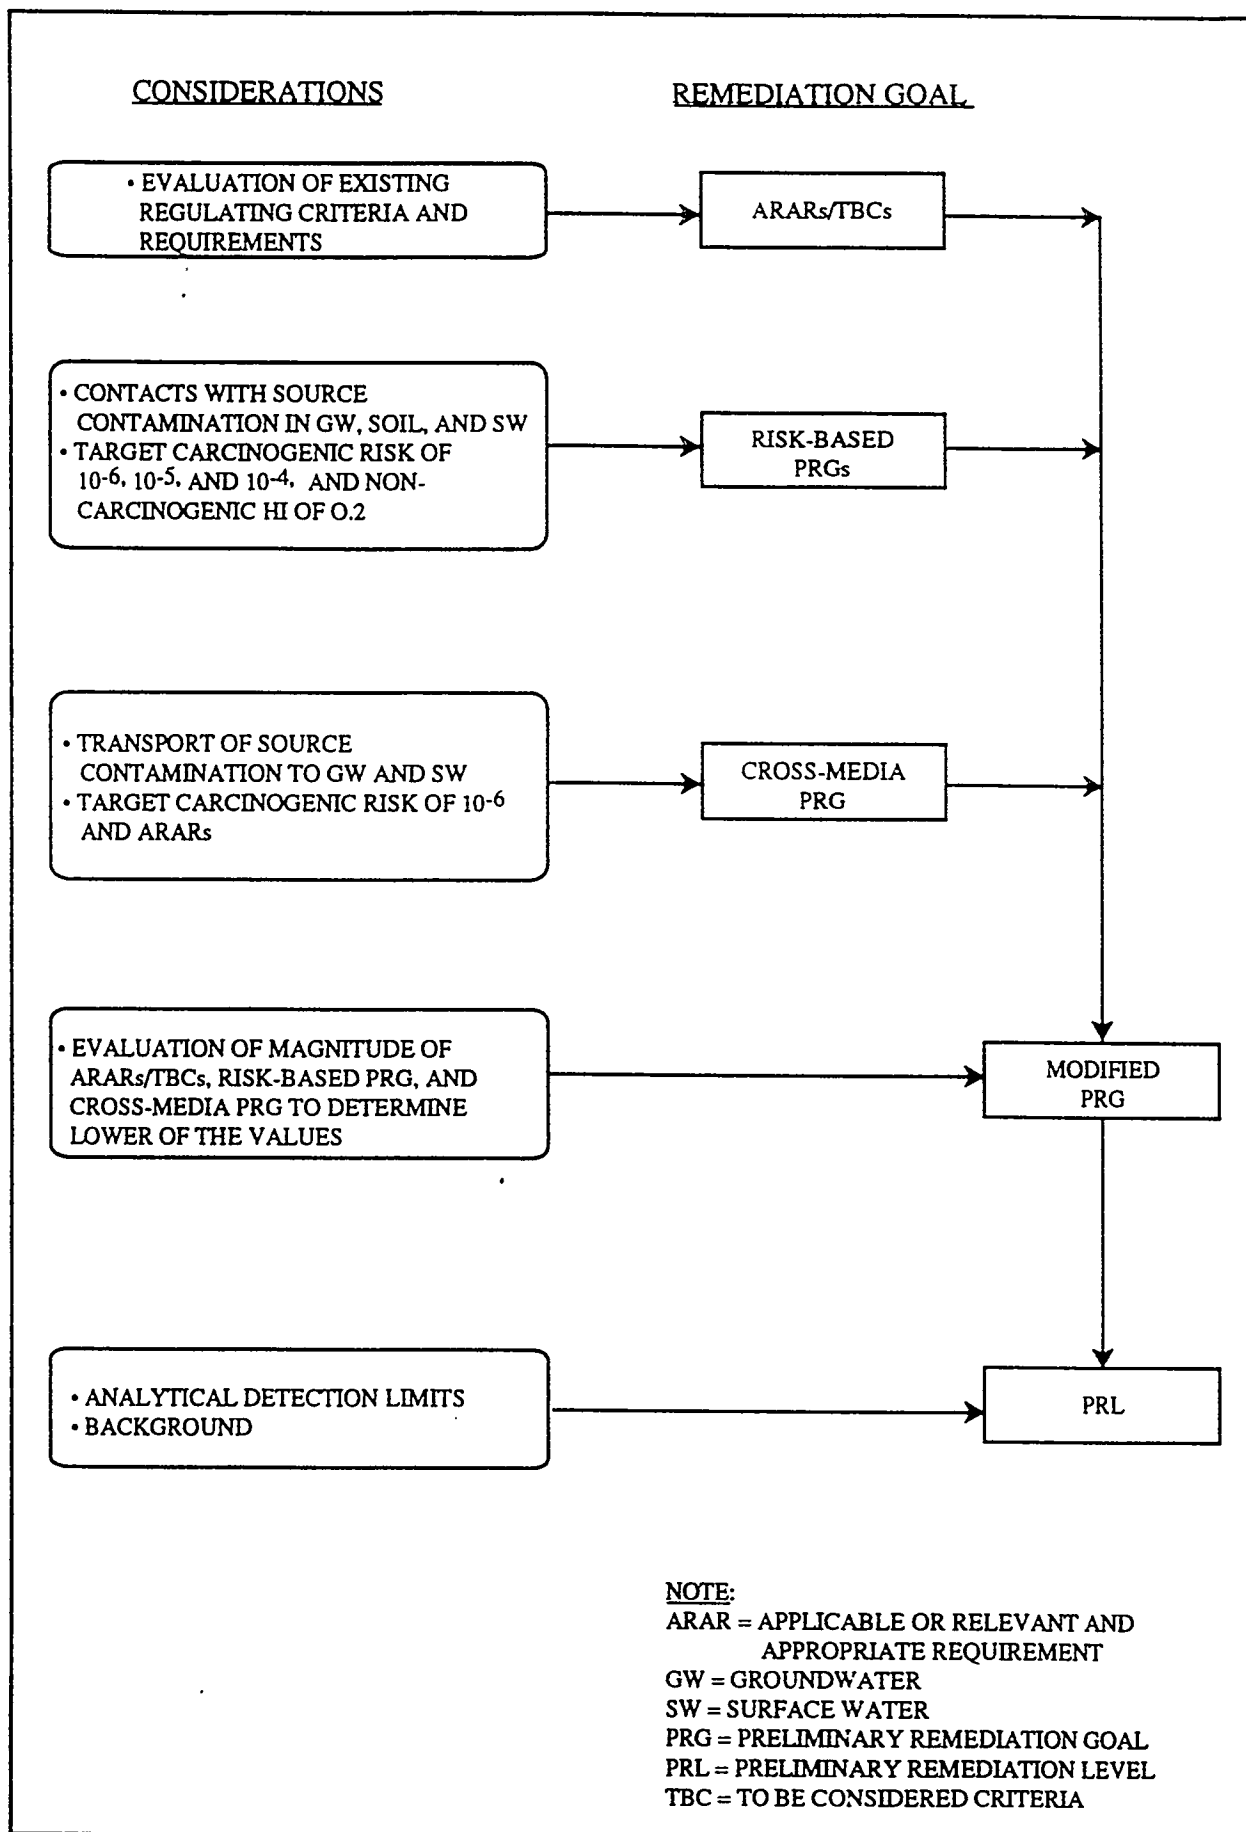 CONSIDERATIONS
REMEDIATION GOAL
• EVALUATION OF EXISTING
REGULATING CRITERIA AND
REQUIREMENTS
ARARs/TBCs
• CONTACTS WITH SOURCE
CONTAMINATION IN GW, SOIL, AND SW
• TARGET CARCINOGENIC RISK OF
10-6, 10-5, AND 10-4, AND NON-
CARCINOGENIC HI OF O.2
RISK-BASED
PRGs
• TRANSPORT OF SOURCE
CONTAMINATION TO GW AND SW
• TARGET CARCINOGENIC RISK OF 10-6
AND ARARs
CROSS-MEDIA
PRG
• EVALUATION OF MAGNITUDE OF
ARARs/TBCs, RISK-BASED PRG, AND
CROSS-MEDIA PRG TO DETERMINE
LOWER OF THE VALUES
MODIFIED
PRG
• ANALYTICAL DETECTION LIMITS
• BACKGROUND
PRL
NOTE:
ARAR = APPLICABLE OR RELEVANT AND
APPROPRIATE REQUIREMENT
GW = GROUNDWATER
SW = SURFACE WATER
PRG = PRELIMINARY REMEDIATION GOAL
PRL = PRELIMINARY REMEDIATION LEVEL
TBC = TO BE CONSIDERED CRITERIA